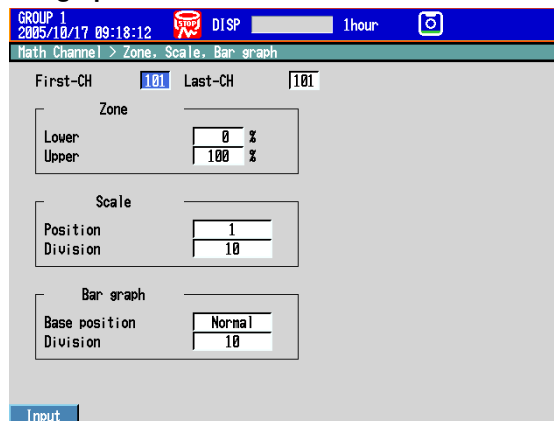 GROUP 1
2005/10/17 09:18:12 STOP DISP 1hour
Math Channel > Zone, Scale, Bar graph
First-CH 101 Last-CH 101
Zone
Lower 0 %
Upper 100 %
Scale
Position 1
Division 10
Bar graph
Base position Normal
Division 10
Input